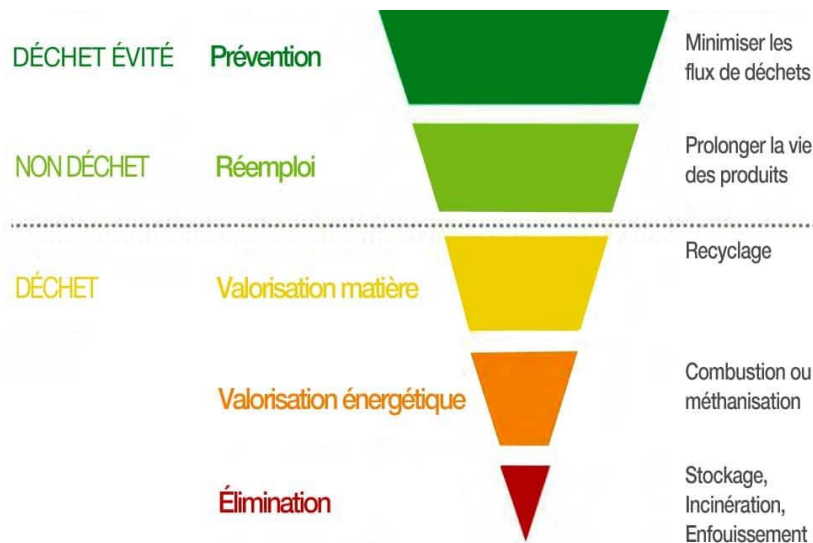 DÉCHET ÉVITÉ Prévention Minimiser les
flux de déchets
NON DÉCHET Réemploi Prolonger la vie
des produits
Recyclage
DÉCHET Valorisation matière
Valorisation énergétique Combustion ou
méthanisation
Élimination Stockage,
Incinération,
Enfouissement